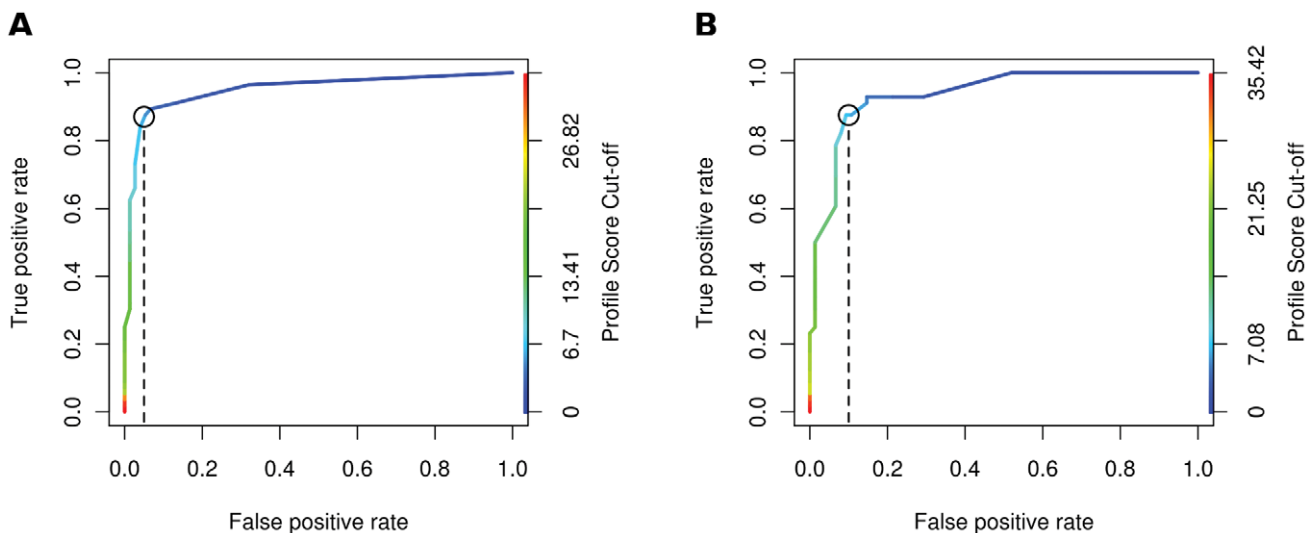 A
True positive rate
0.0 0.2 0.4 0.6 0.8 1.0
0.0 0.2 0.4 0.6 0.8 1.0
False positive rate
0 6.7 13.41 26.82
Profile Score Cut-off
B
True positive rate
0.0 0.2 0.4 0.6 0.8 1.0
0.0 0.2 0.4 0.6 0.8 1.0
False positive rate
0 7.08 21.25 35.42
Profile Score Cut-off